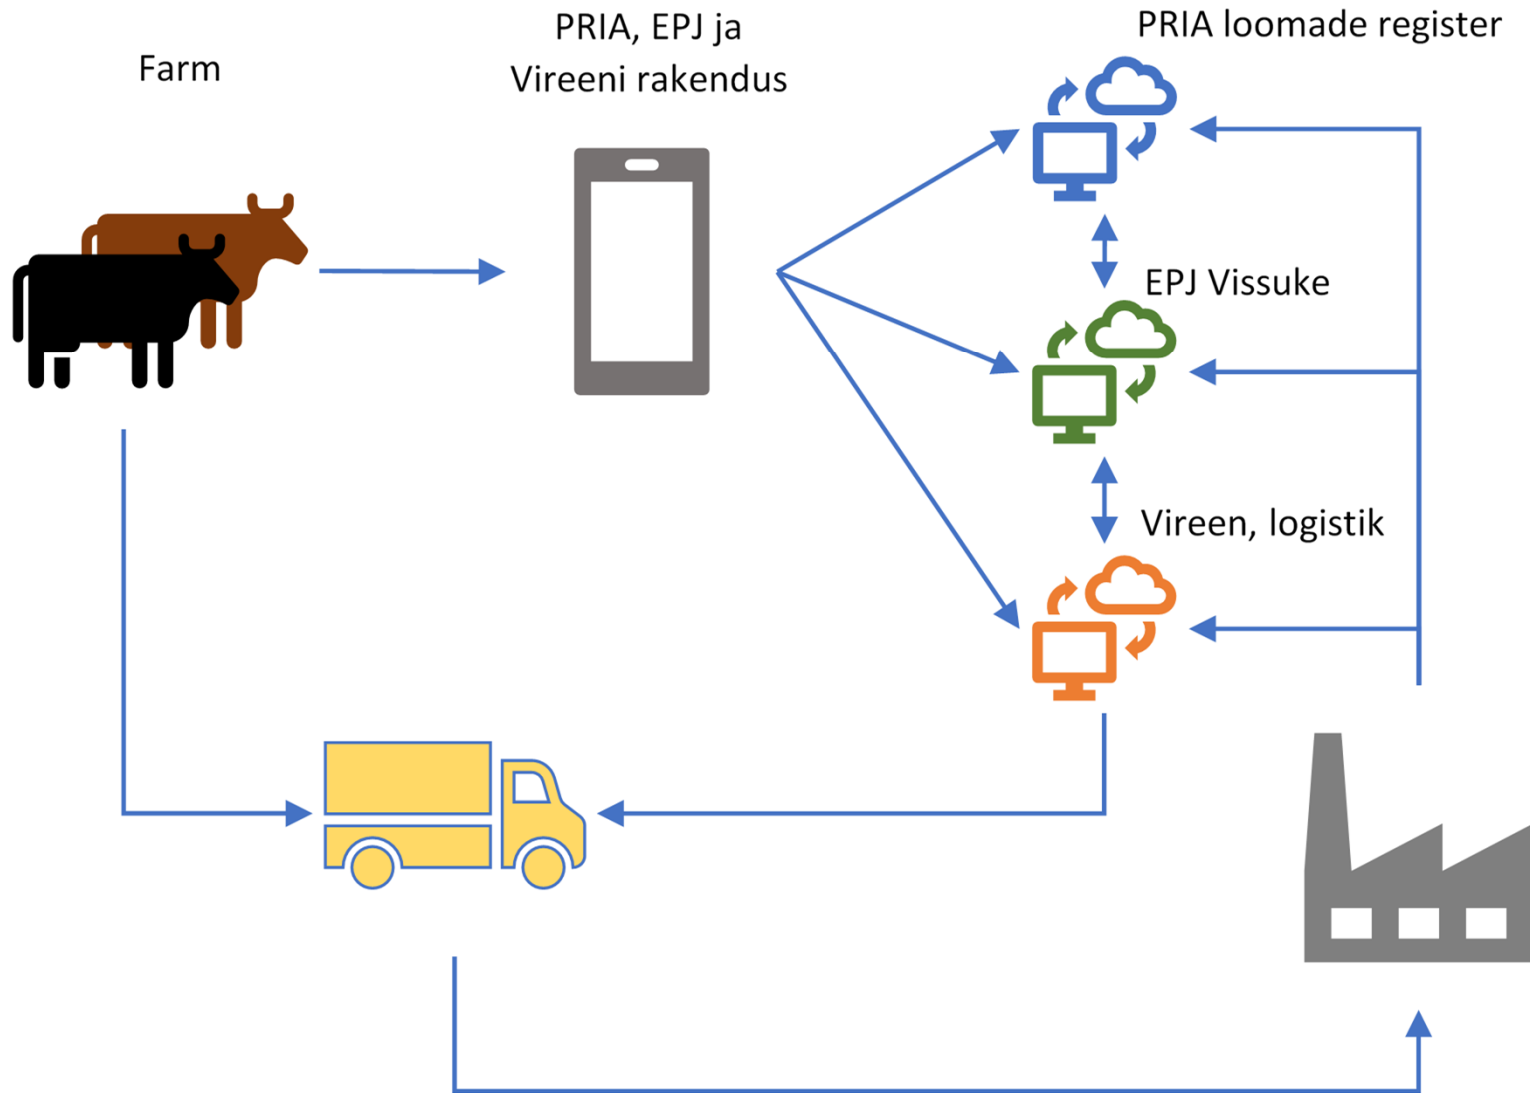 Farm
PRIA, EPJ ja
Vireeni rakendus
PRIA loomade register
EPJ Vissuke
Vireen, logistik